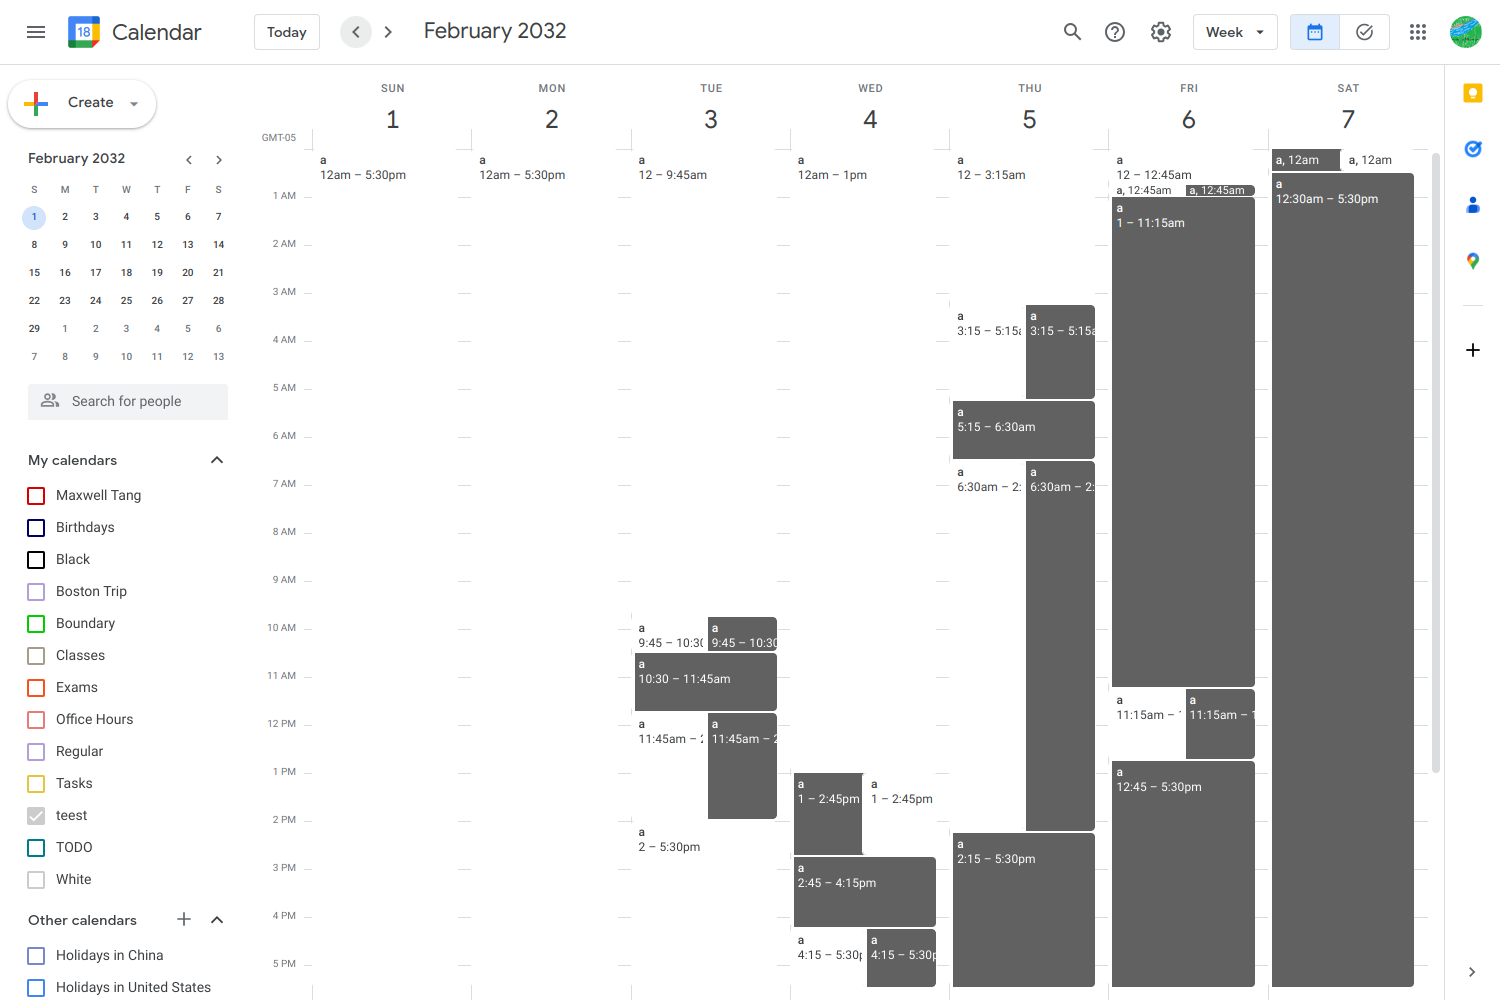 18 Calendar
Today
February 2032
Week
Create
February 2032
S M T W T F S
1 2 3 4 5 6 7
8 9 10 11 12 13 14
15 16 17 18 19 20 21
22 23 24 25 26 27 28
29 1 2 3 4 5 6
7 8 9 10 11 12 13
Search for people
My calendars
Maxwell Tang
Birthdays
Black
Boston Trip
Boundary
Classes
Exams
Office Hours
Regular
Tasks
teest
TODO
White
Other calendars
Holidays in China
Holidays in United States
SUN MON TUE WED THU FRI SAT
1 2 3 4 5 6 7
GMT-05
1 AM
2 AM
3 AM
4 AM
5 AM
6 AM
7 AM
8 AM
9 AM
10 AM
11 AM
12 PM
1 PM
2 PM
3 PM
4 PM
5 PM
a
12am – 5:30pm
a
12am – 5:30pm
a
12 – 9:45am
a
9:45 – 10:30
a
9:45 – 10:30
a
10:30 – 11:45am
a
11:45am – 2
a
11:45am – 2
a
2 – 5:30pm
a
12am – 1pm
a
1 – 2:45pm
a
1 – 2:45pm
a
2:45 – 4:15pm
a
4:15 – 5:30p
a
4:15 – 5:30p
a
12 – 3:15am
a
3:15 – 5:15a
a
3:15 – 5:15a
a
5:15 – 6:30am
a
6:30am – 2:
a
6:30am – 2:
a
2:15 – 5:30pm
a
12 – 12:45am
a, 12:45am
a, 12:45am
a
1 – 11:15am
a
11:15am –
a
11:15am – 1
a
12:45 – 5:30pm
a, 12am
a, 12am
a
12:30am – 5:30pm